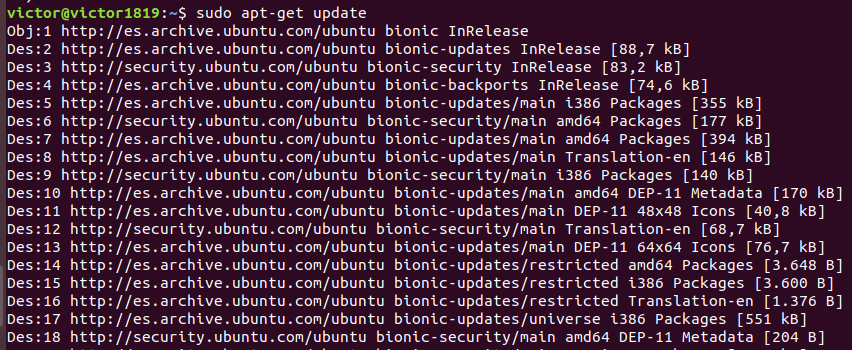 victor@victor1819:~$ sudo apt-get update
Obj:1 http://es.archive.ubuntu.com/ubuntu bionic InRelease
Des:2 http://es.archive.ubuntu.com/ubuntu bionic-updates InRelease [88,7 kB]
Des:3 http://security.ubuntu.com/ubuntu bionic-security InRelease [83,2 kB]
Des:4 http://es.archive.ubuntu.com/ubuntu bionic-backports InRelease [74,6 kB]
Des:5 http://es.archive.ubuntu.com/ubuntu bionic-updates/main i386 Packages [355 kB]
Des:6 http://security.ubuntu.com/ubuntu bionic-security/main amd64 Packages [177 kB]
Des:7 http://es.archive.ubuntu.com/ubuntu bionic-updates/main amd64 Packages [394 kB]
Des:8 http://es.archive.ubuntu.com/ubuntu bionic-updates/main Translation-en [146 kB]
Des:9 http://security.ubuntu.com/ubuntu bionic-security/main i386 Packages [140 kB]
Des:10 http://es.archive.ubuntu.com/ubuntu bionic-updates/main amd64 DEP-11 Metadata [170 kB]
Des:11 http://es.archive.ubuntu.com/ubuntu bionic-updates/main DEP-11 48x48 Icons [40,8 kB]
Des:12 http://security.ubuntu.com/ubuntu bionic-security/main Translation-en [68,7 kB]
Des:13 http://es.archive.ubuntu.com/ubuntu bionic-updates/main DEP-11 64x64 Icons [76,7 kB]
Des:14 http://es.archive.ubuntu.com/ubuntu bionic-updates/restricted amd64 Packages [3.648 B]
Des:15 http://es.archive.ubuntu.com/ubuntu bionic-updates/restricted i386 Packages [3.600 B]
Des:16 http://es.archive.ubuntu.com/ubuntu bionic-updates/restricted Translation-en [1.376 B]
Des:17 http://es.archive.ubuntu.com/ubuntu bionic-updates/universe i386 Packages [551 kB]
Des:18 http://security.ubuntu.com/ubuntu bionic-security/main amd64 DEP-11 Metadata [204 B]